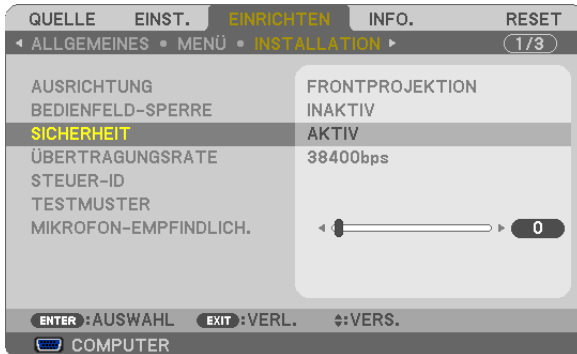 QUELLE EINST. EINRICHTEN INFO. RESET
ALLGEMEINES • MENÜ • INSTALLATION 1/3
AUSRICHTUNG FRONTPROJEKTION
BEDIENFELD-SPERRE INAKTIV
SICHERHEIT AKTIV
ÜBERTRAGUNGSRATE 38400bps
STEUER-ID
TESTMUSTER
MIKROFON-EMPFINDLICH. 0
ENTER :AUSWAHL EXIT :VERL. :VERS.
COMPUTER